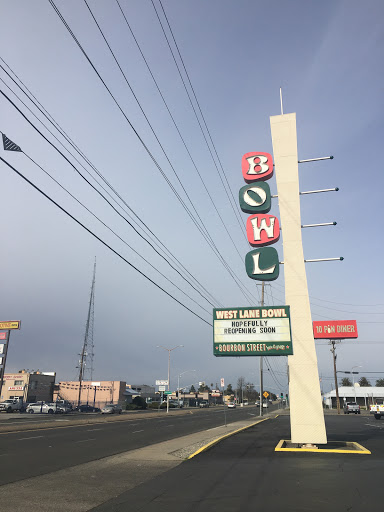 BOWL
WEST LANE BOWL
HOPEFULLY
REOPENING SOON
BOURBON STREET
10 PIN DINER